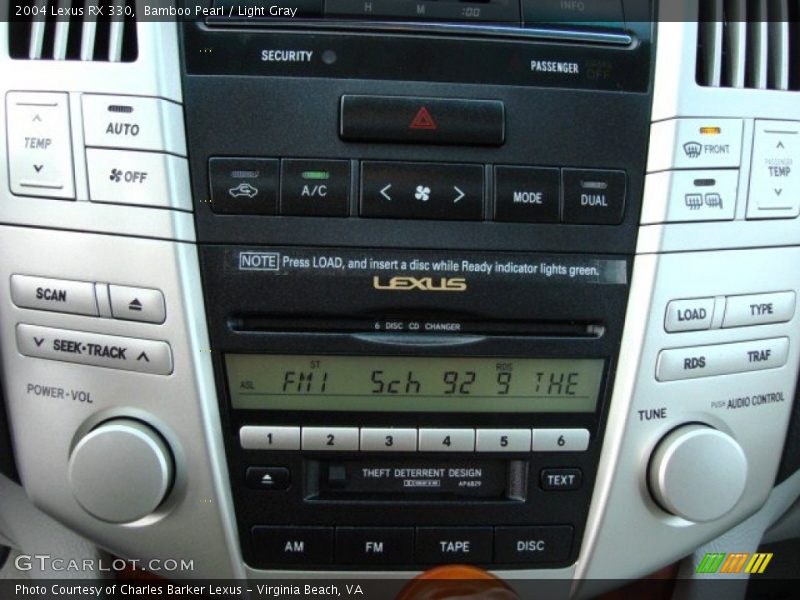 2004 Lexus RX 330, Bamboo Pearl / Light Gray
H M :00 INFO
SECURITY PASSENGER OFF
TEMP AUTO OFF
A/C MODE DUAL
FRONT PASSENGER TEMP
NOTE Press LOAD, and insert a disc while Ready indicator lights green.
LEXUS
6 DISC CD CHANGER
SCAN LOAD TYPE
SEEK•TRACK RDS TRAF
POWER-VOL TUNE PUSH AUDIO CONTROL
ST RDS
ASL FM1 5ch 92 9 THE
1 2 3 4 5 6
THEFT DETERRENT DESIGN
AP6829
TEXT
AM FM TAPE DISC
GTCARLOT.COM
Photo Courtesy of Charles Barker Lexus - Virginia Beach, VA